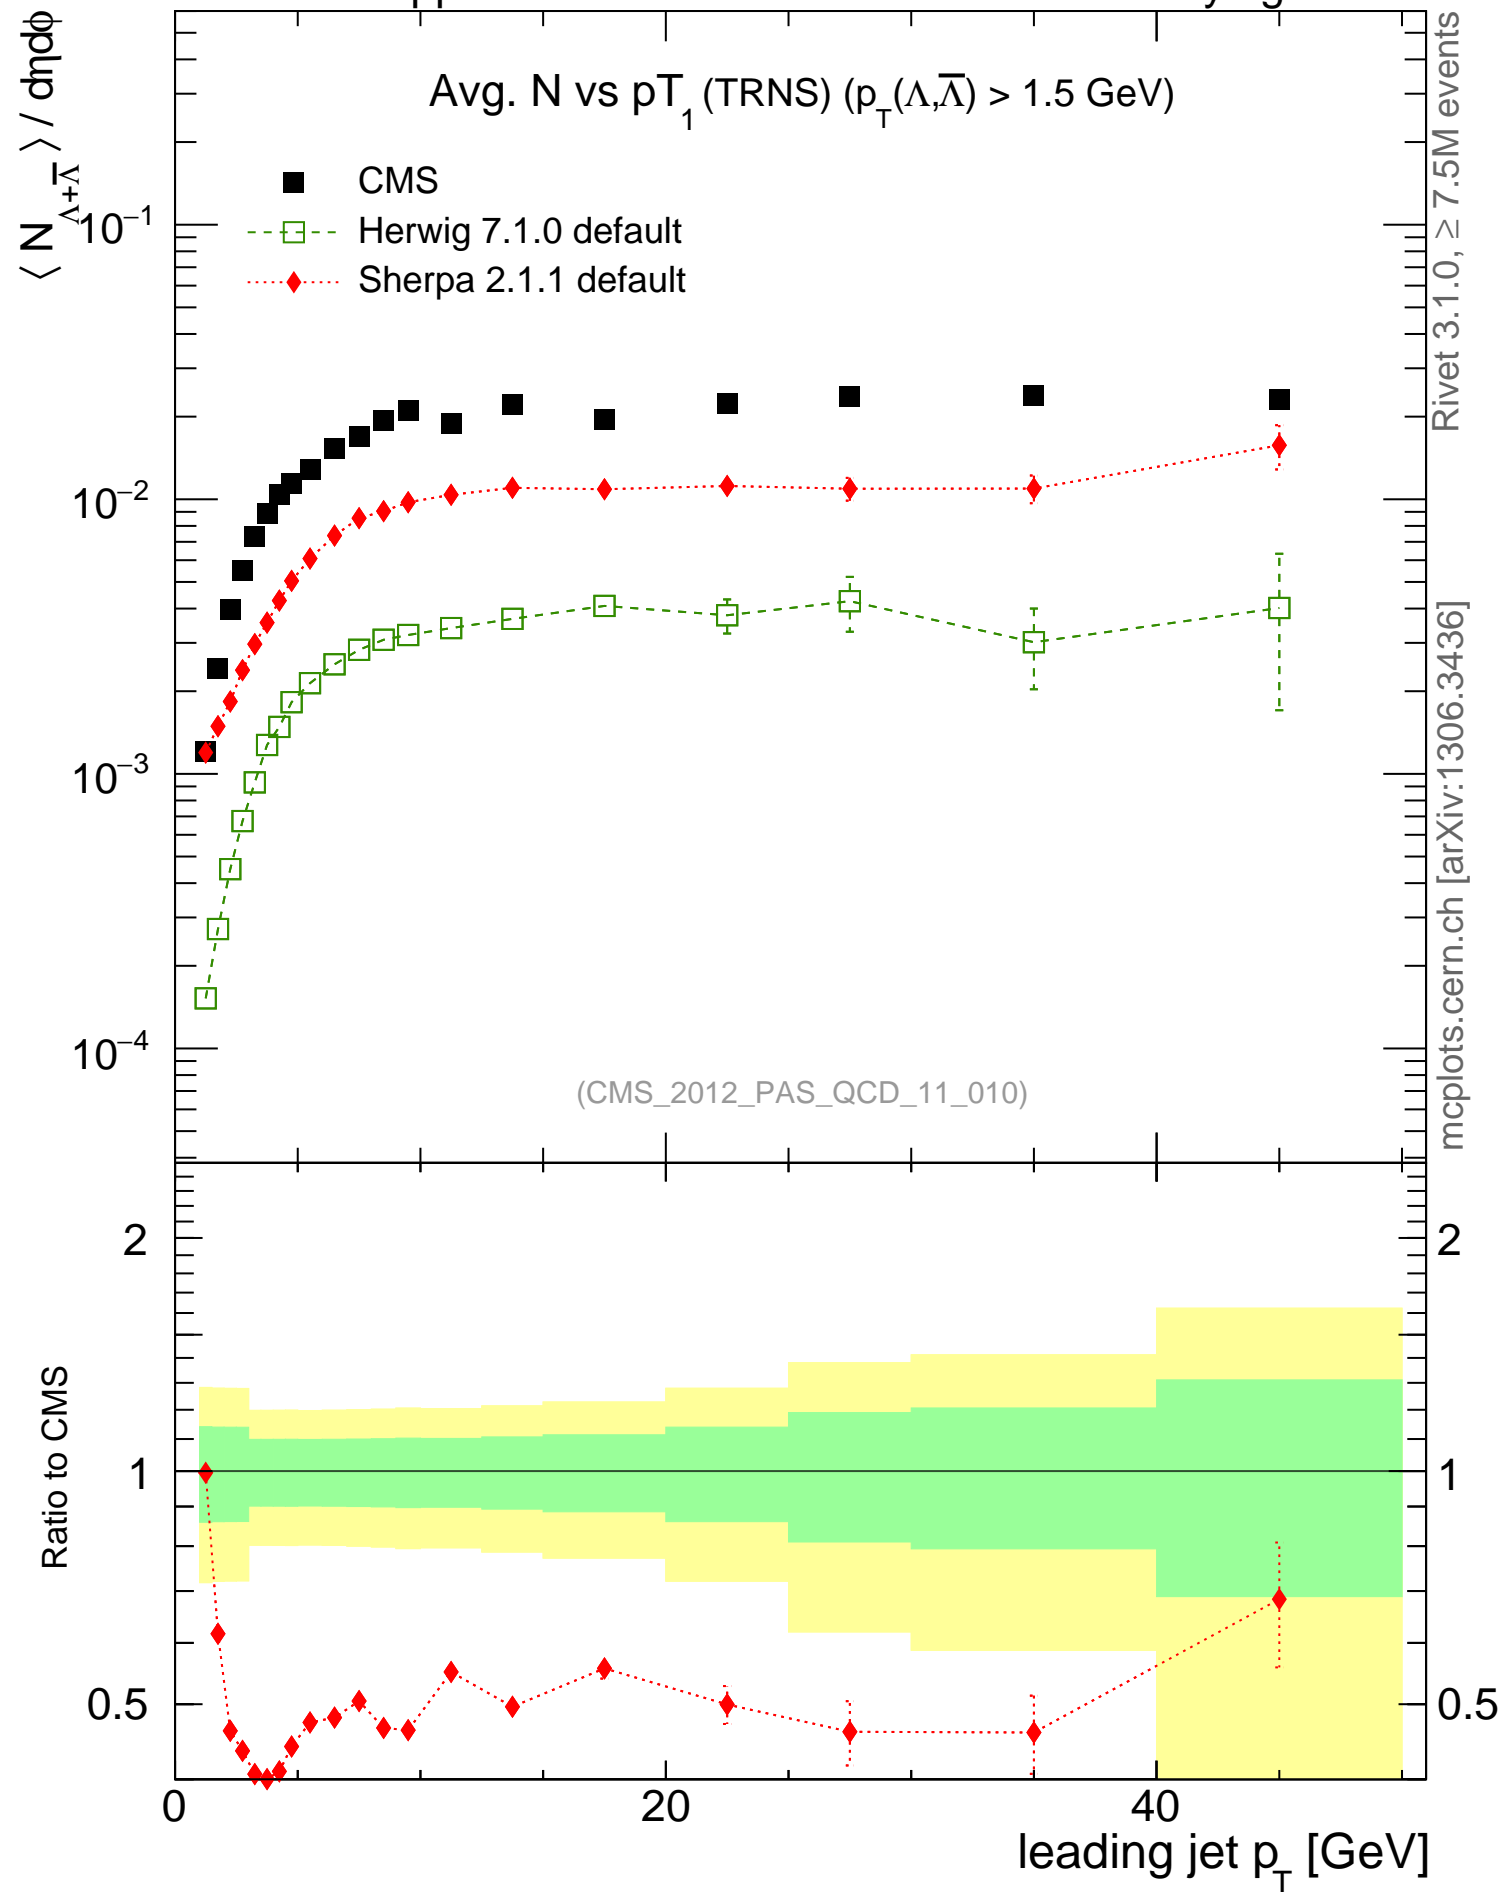 Avg. N vs pT₁ (TRNS) (p_T(Λ,Λ̅) > 1.5 GeV)
⟨ N_Λ+Λ̅ ⟩ / dηdϕ
CMS
Herwig 7.1.0 default
Sherpa 2.1.1 default
10⁻¹
10⁻²
10⁻³
10⁻⁴
(CMS_2012_PAS_QCD_11_010)
Rivet 3.1.0, ≥ 7.5M events
mcplots.cern.ch [arXiv:1306.3436]
Ratio to CMS
2
1
0.5
2
1
0.5
0
20
40
leading jet p_T [GeV]